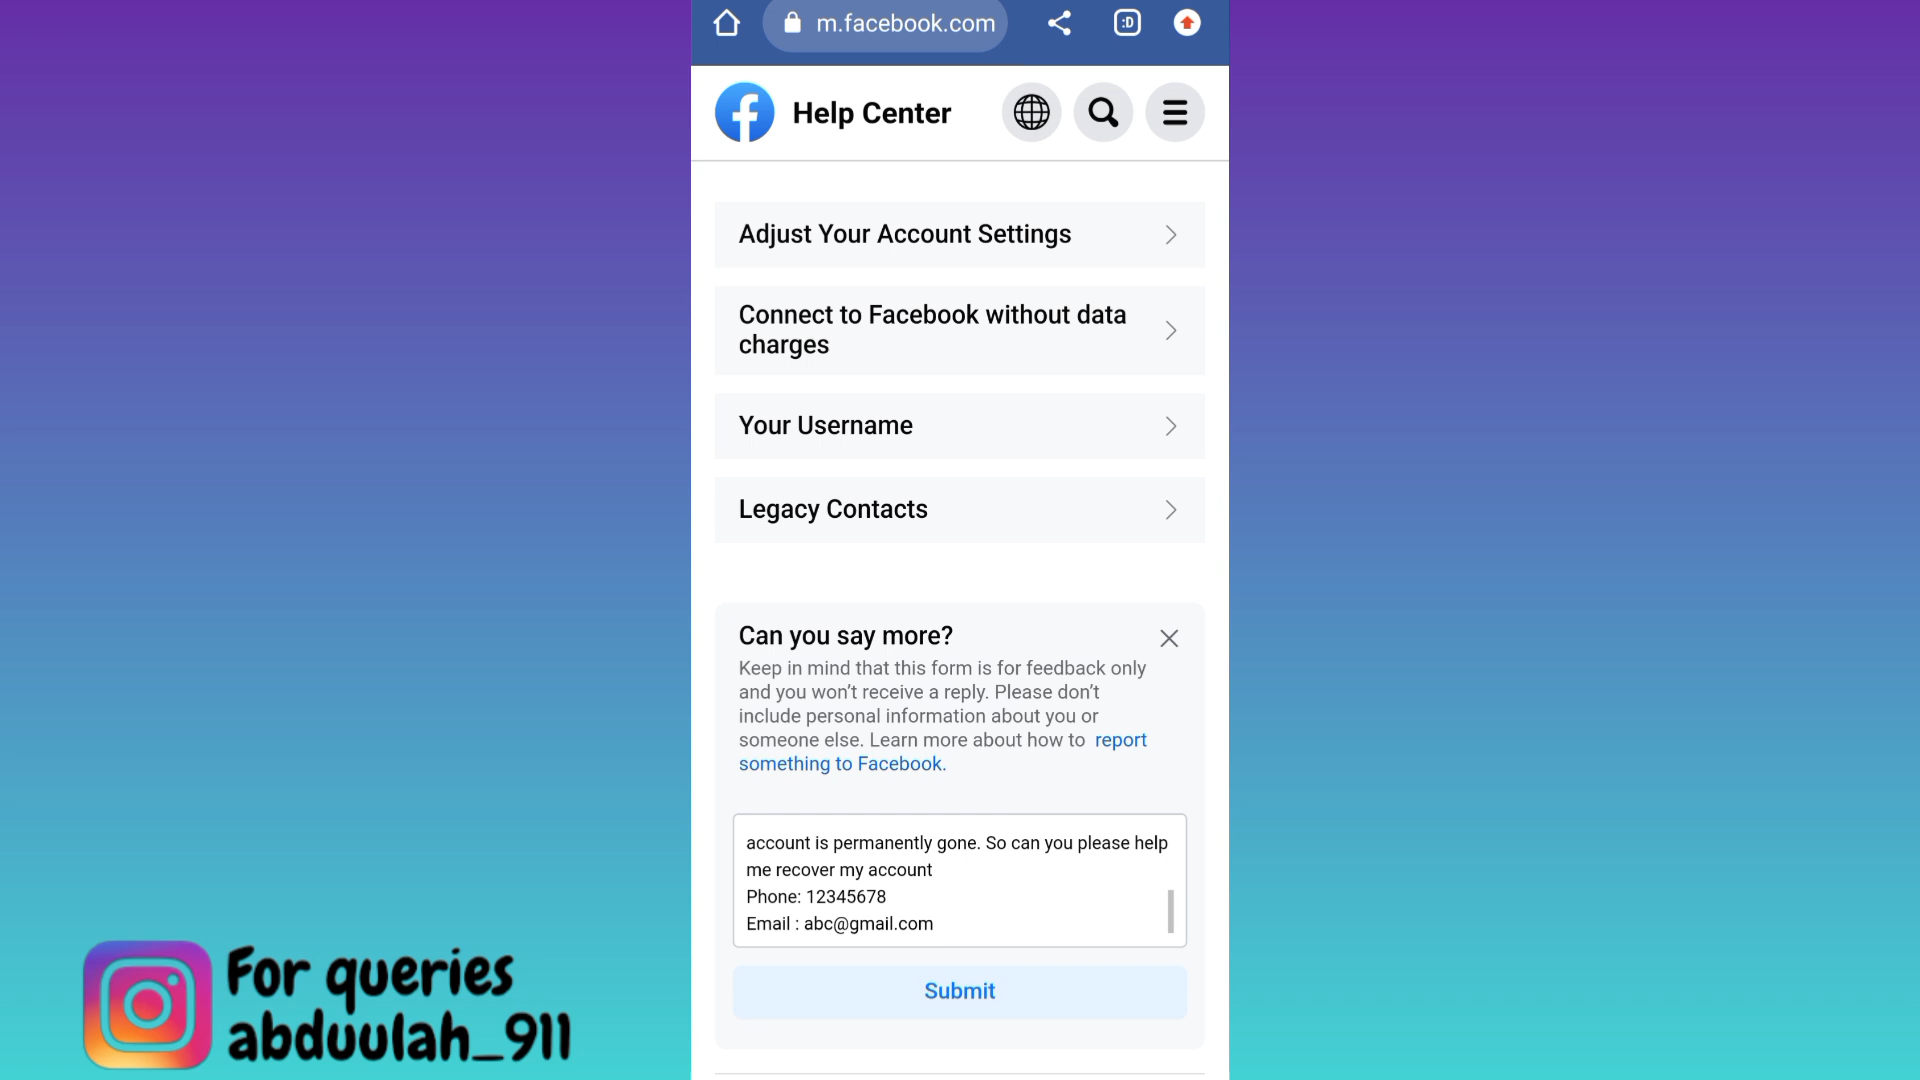 m.facebook.com
:D
Help Center
Adjust Your Account Settings
Connect to Facebook without data
charges
Your Username
Legacy Contacts
Can you say more?
Keep in mind that this form is for feedback only
and you won’t receive a reply. Please don’t
include personal information about you or
someone else. Learn more about how to report
something to Facebook.
account is permanently gone. So can you please help
me recover my account
Phone: 12345678
Email : abc@gmail.com
Submit
For queries
abduulah_911